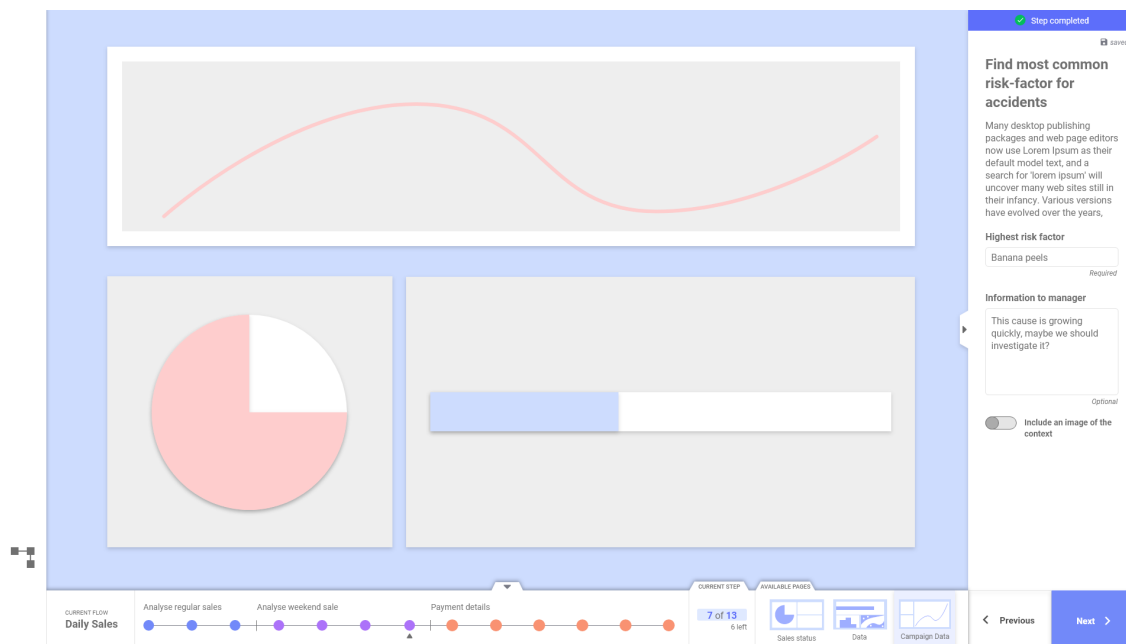 Step completed
saved
Find most common
risk-factor for
accidents
Many desktop publishing
packages and web page editors
now use Lorem Ipsum as their
default model text, and a
search for 'lorem ipsum' will
uncover many web sites still in
their infancy. Various versions
have evolved over the years,
Highest risk factor
Banana peels
Required
Information to manager
This cause is growing
quickly, maybe we should
investigate it?
Optional
Include an image of the
context
CURRENT FLOW
Daily Sales
Analyse regular sales
Analyse weekend sale
Payment details
CURRENT STEP
7 of 13
6 left
AVAILABLE PAGES
Sales status
Data
Campaign Data
Previous
Next